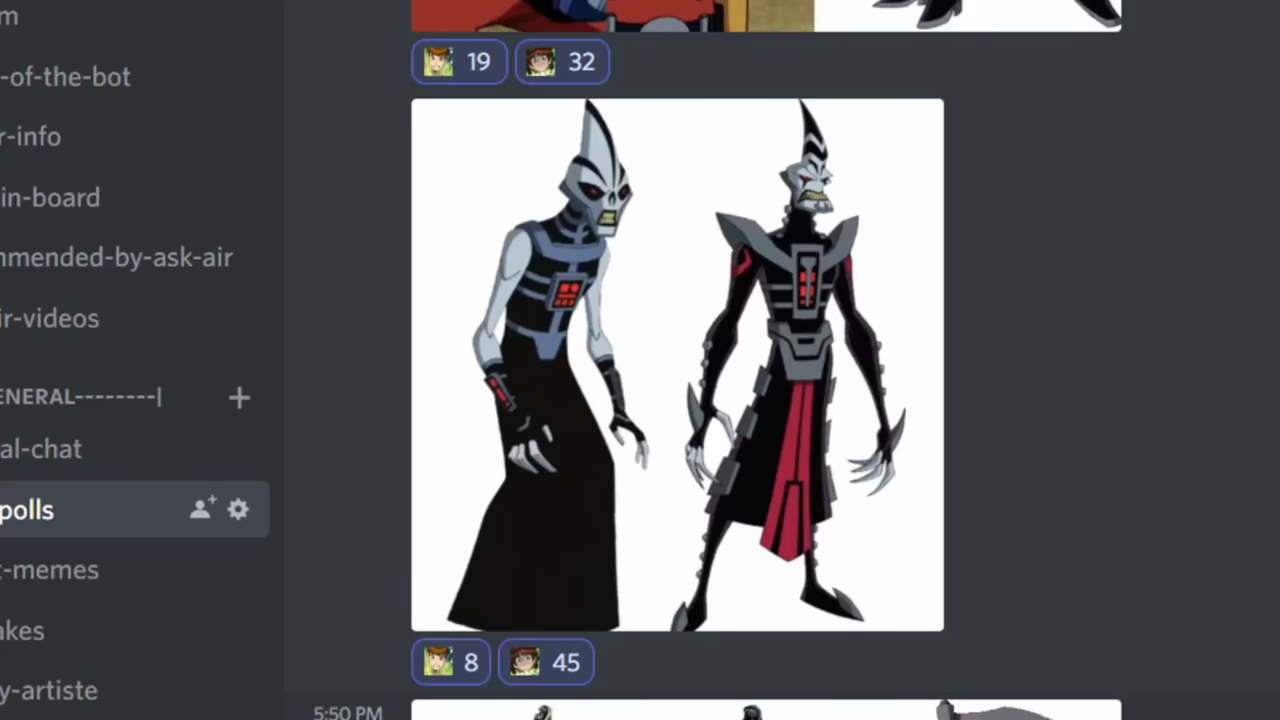 m
-of-the-bot
r-info
in-board
mmended-by-ask-air
ir-videos
ENERAL--------|
al-chat
polls
t-memes
akes
y-artiste
19
32
8
45
5:50 PM